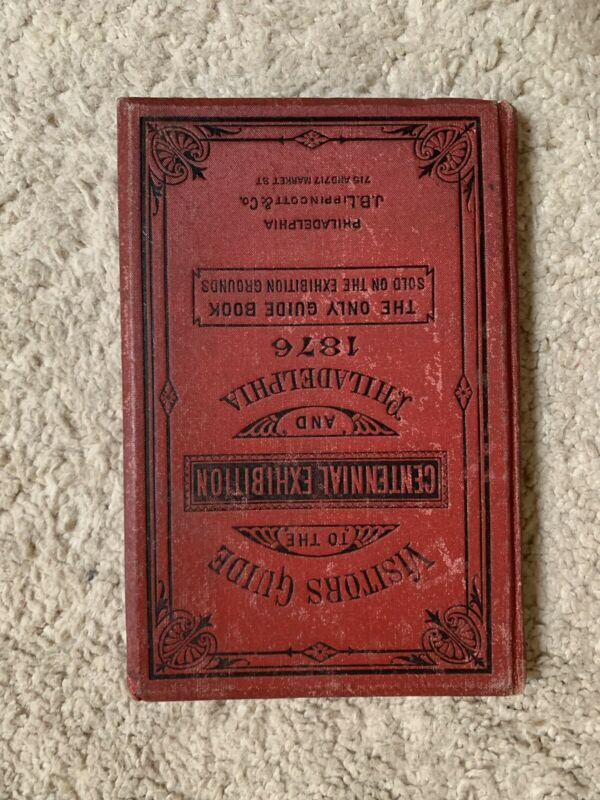 VISITORS GUIDE
TO THE
CENTENNIAL EXHIBITION
AND
PHILADELPHIA
1876
THE ONLY GUIDE BOOK
SOLD ON THE EXHIBITION GROUNDS
PHILADELPHIA
J.B. LIPPINCOTT & Co.
715 AND 717 MARKET ST